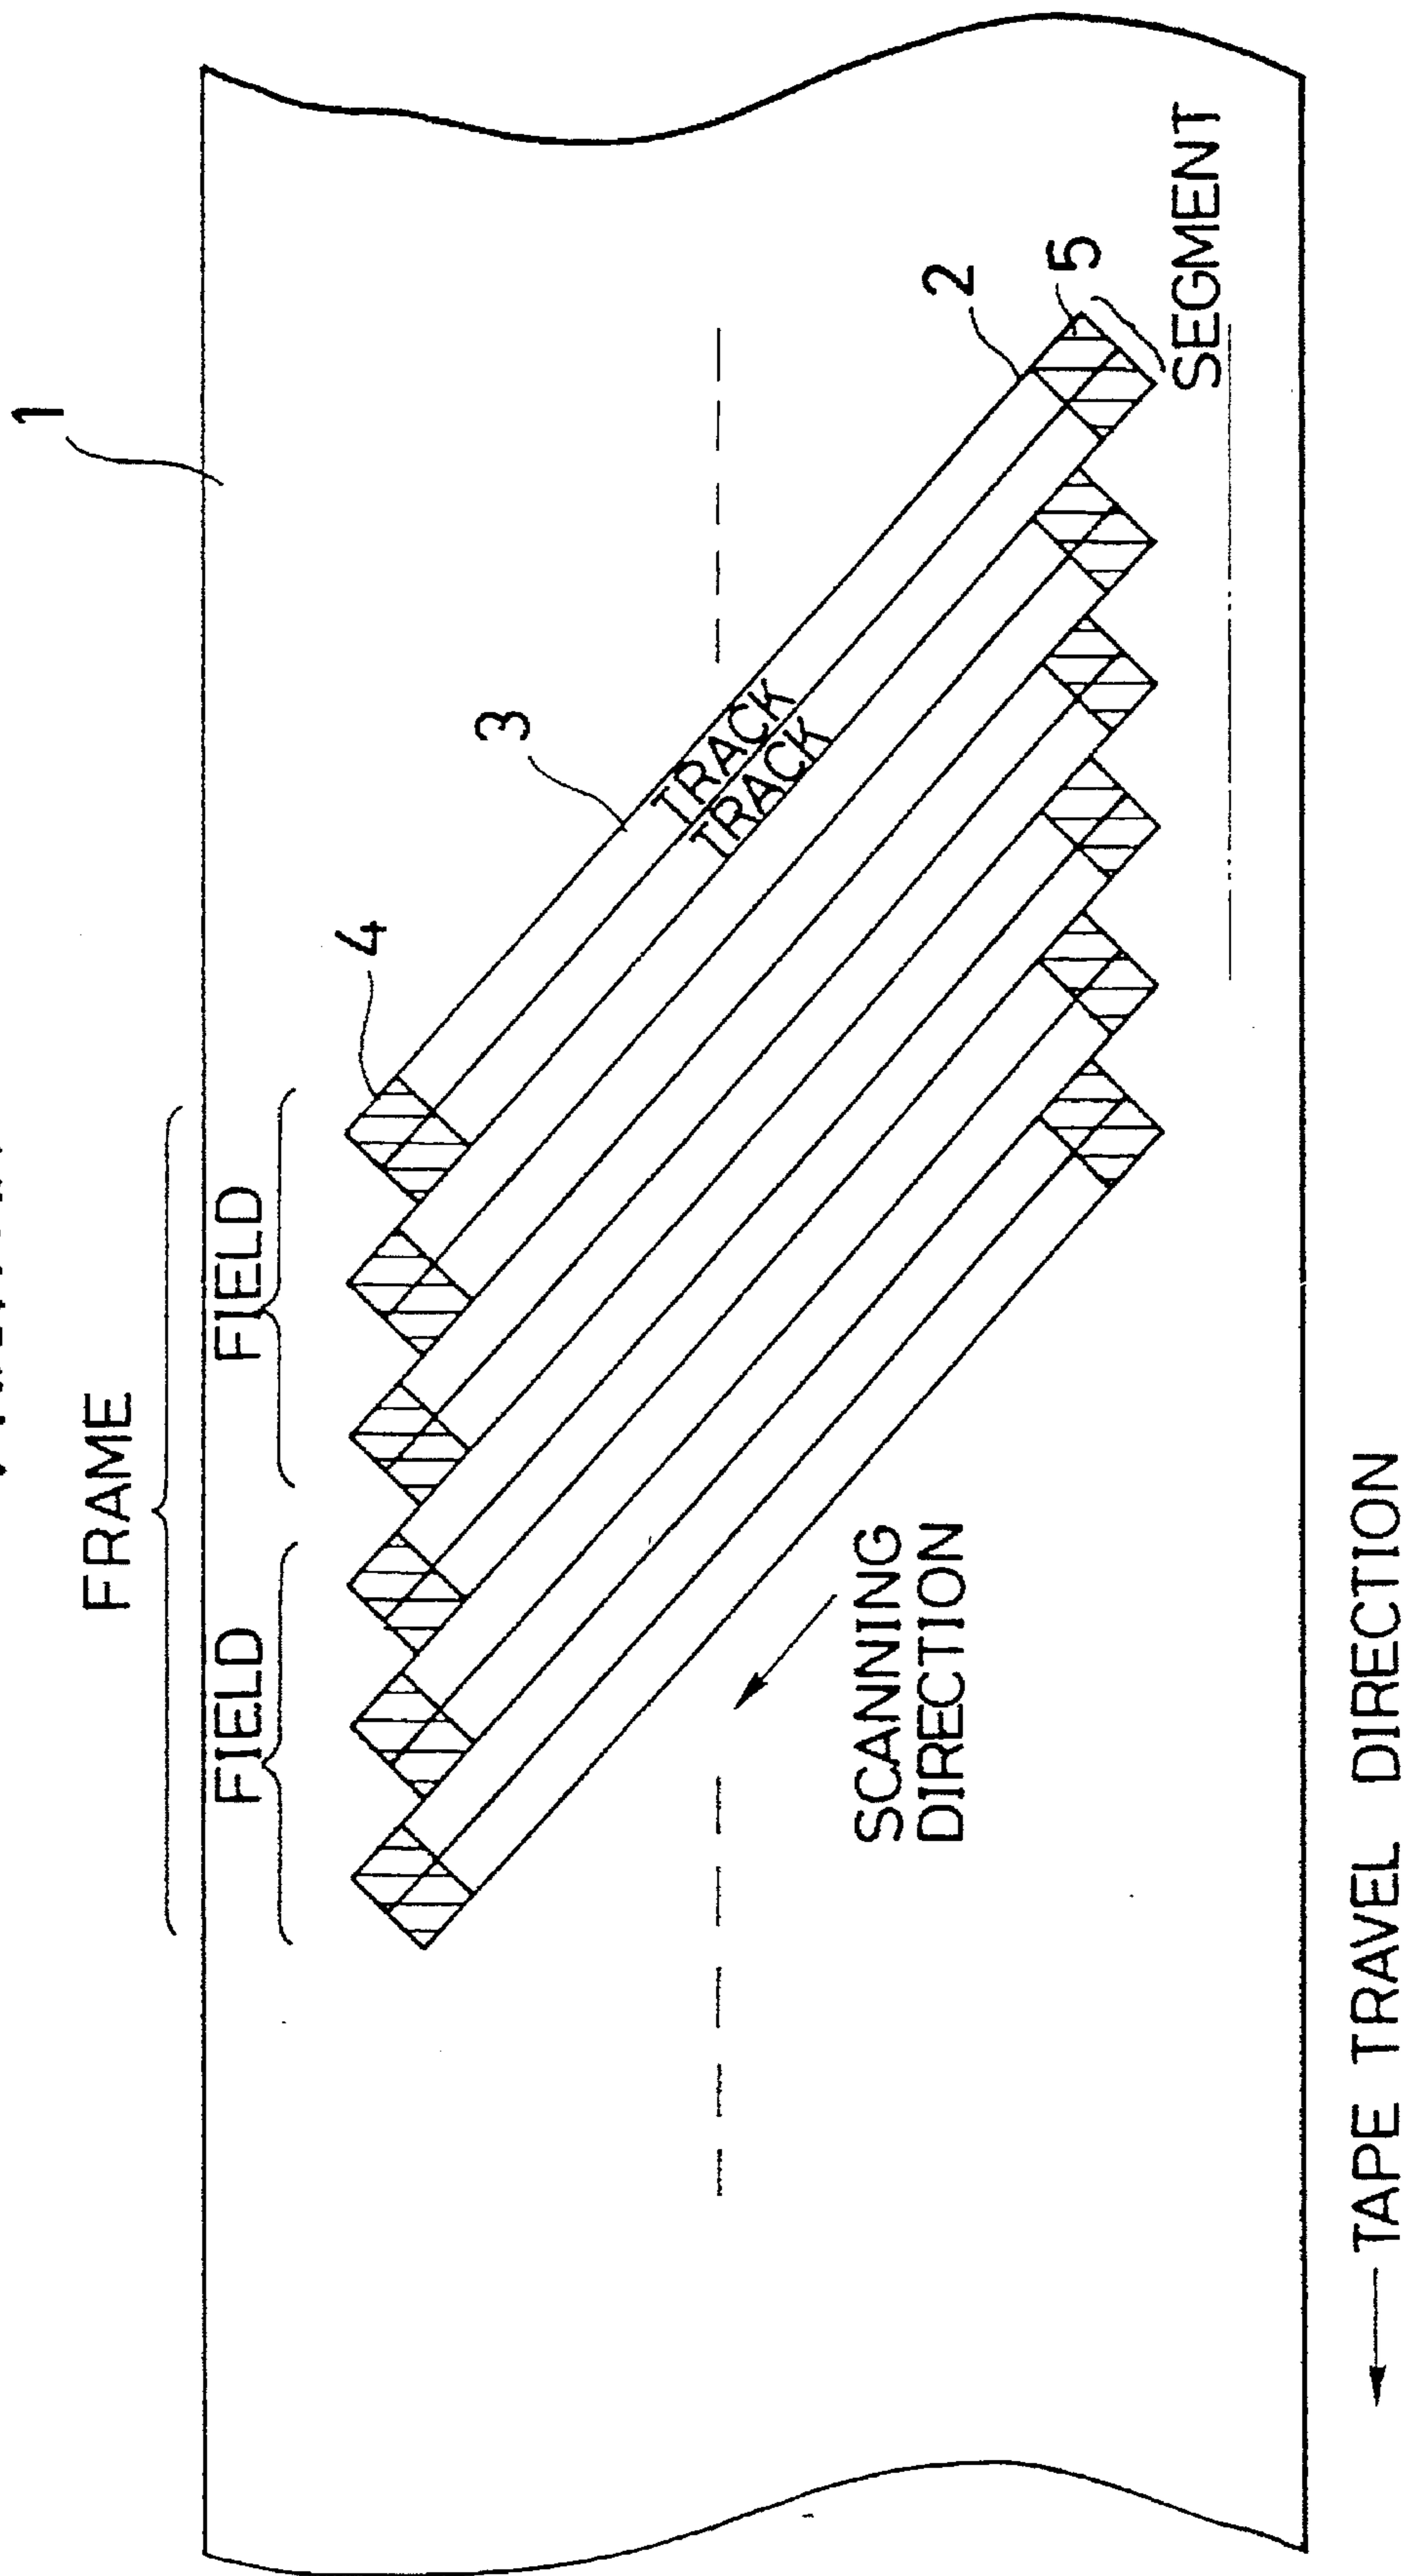 FRAME
FIELD
FIELD
1
4
3
2
5
TRACK
TRACK
SEGMENT
SCANNING
DIRECTION
TAPE TRAVEL DIRECTION